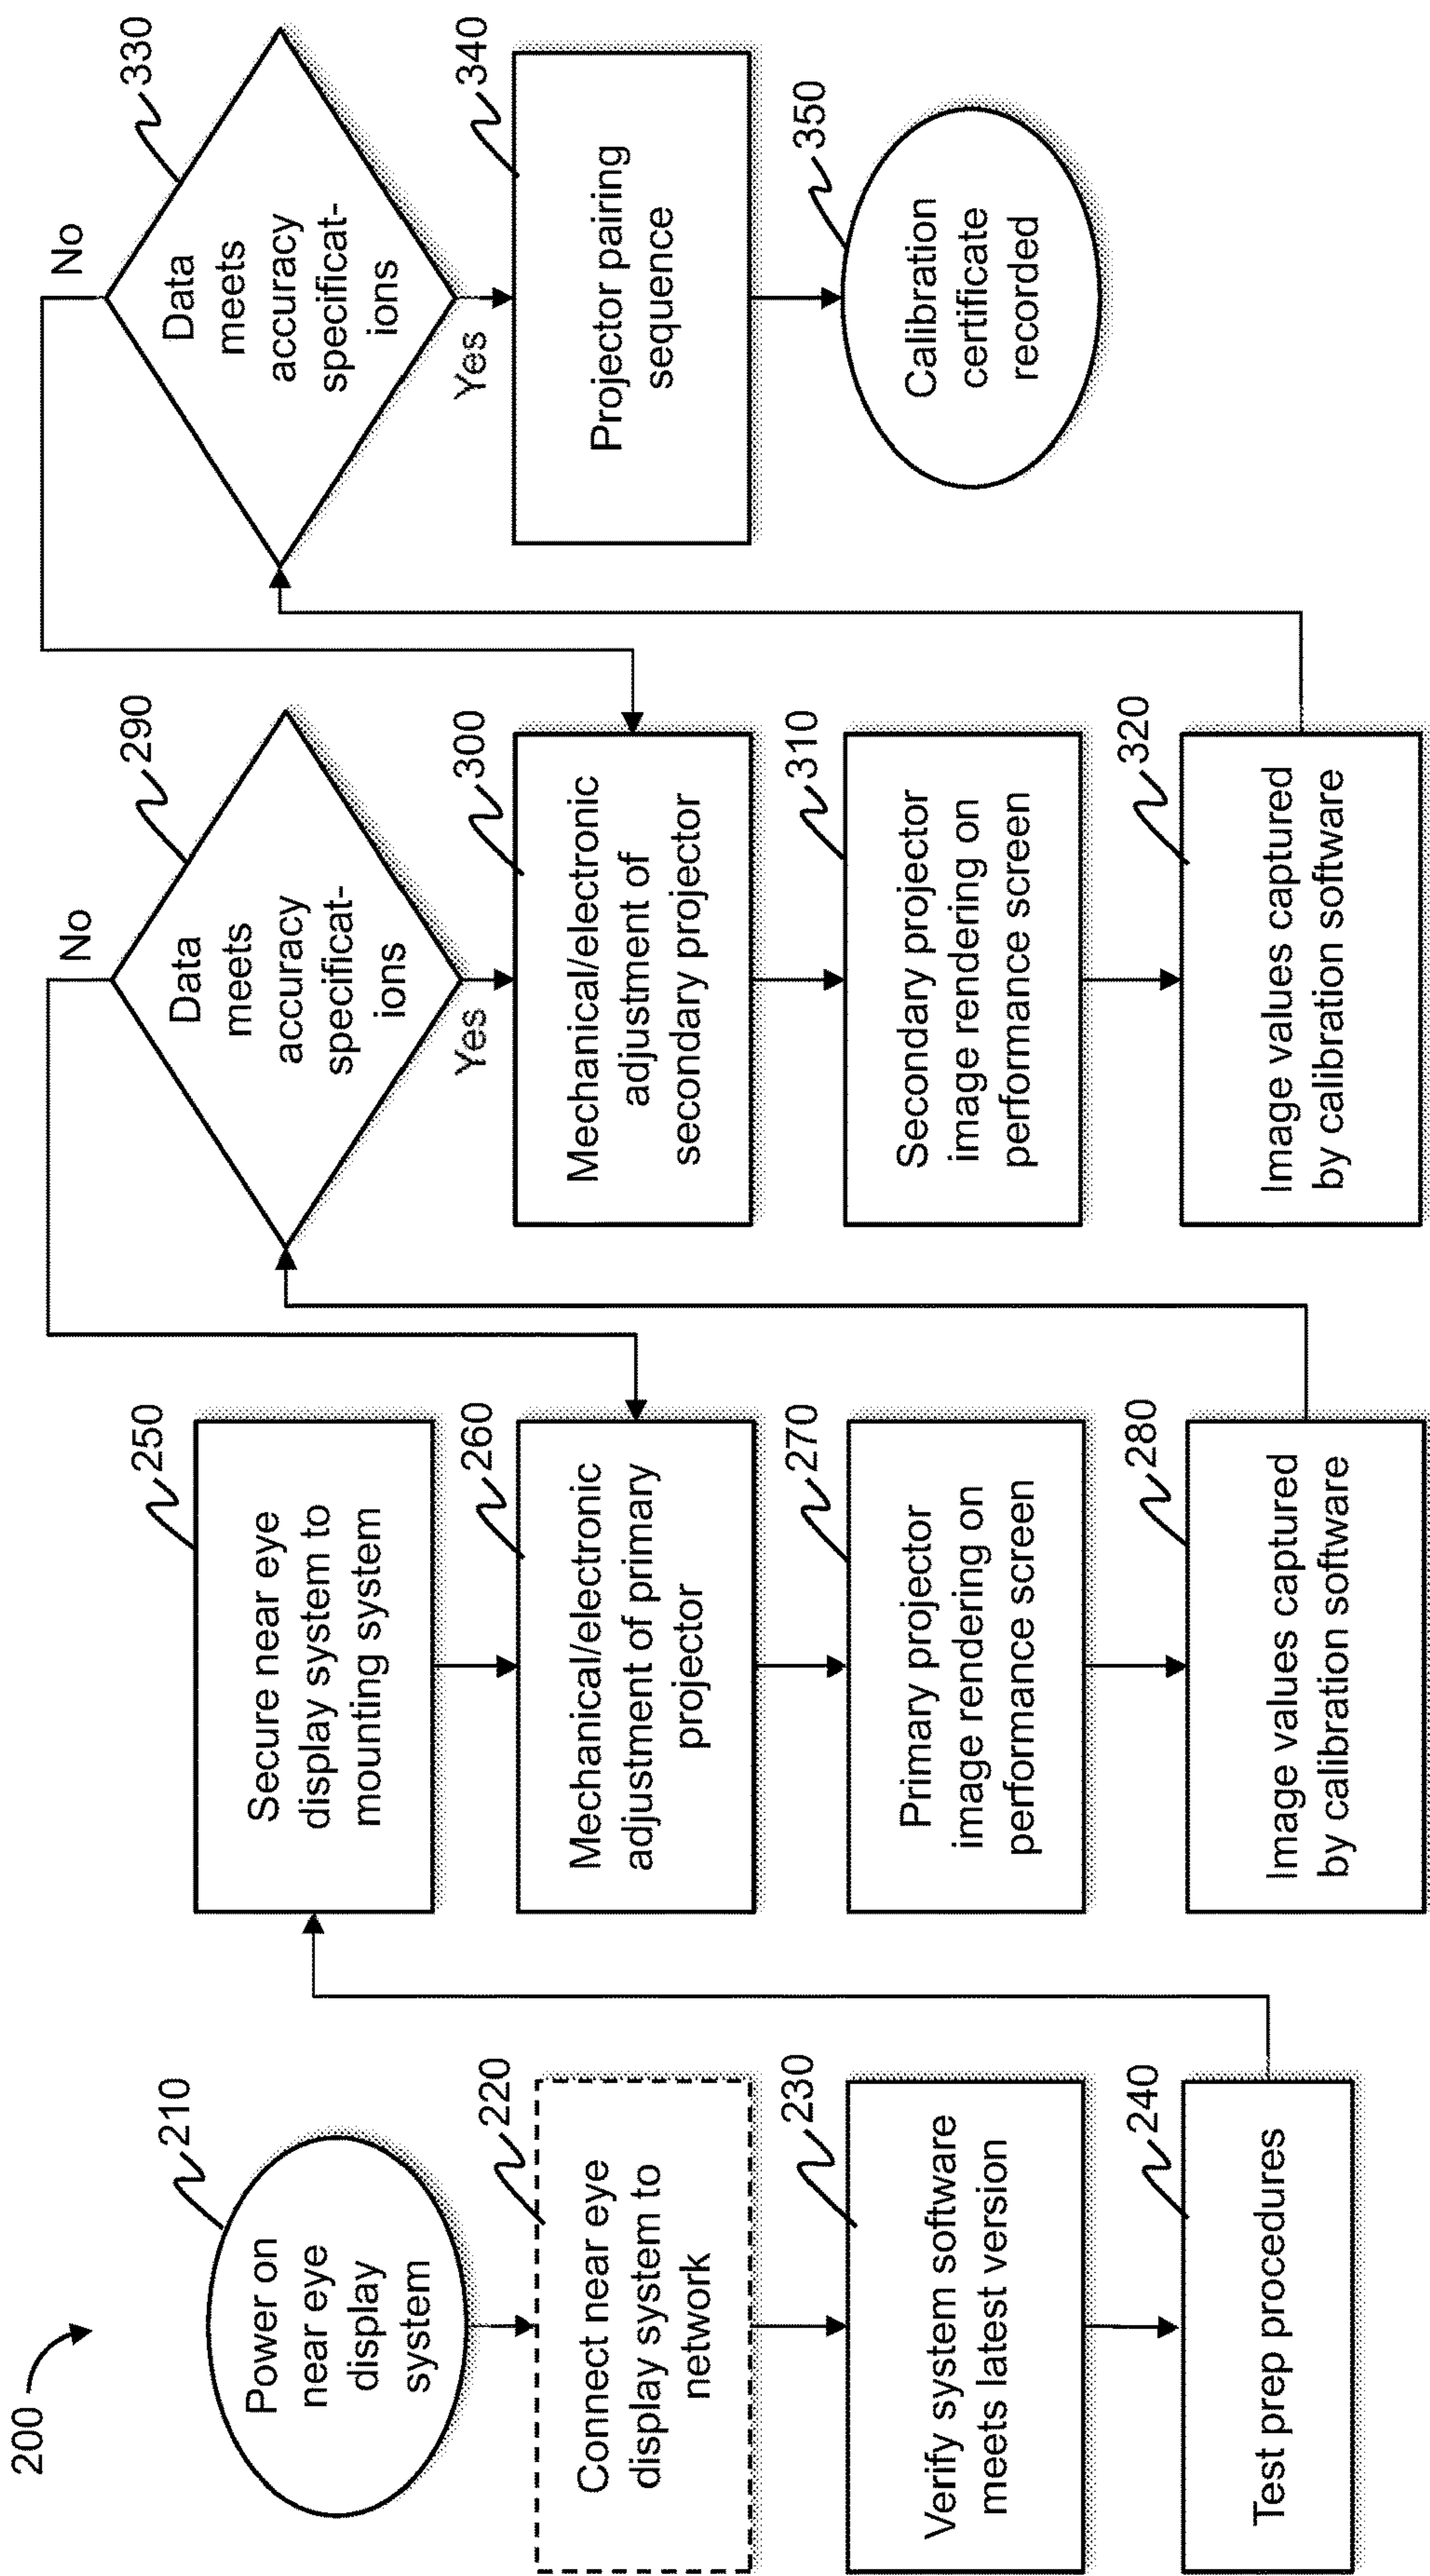 200
210
Power on
near eye
display
system
220
Connect near eye
display system to
network
230
Verify system software
meets latest version
240
Test prep procedures
250
Secure near eye
display system to
mounting system
260
Mechanical/electronic
adjustment of primary
projector
270
Primary projector
image rendering on
performance screen
280
Image values captured
by calibration software
290
No
Data
meets
accuracy
specificat-
ions
Yes
300
Mechanical/electronic
adjustment of
secondary projector
310
Secondary projector
image rendering on
performance screen
320
Image values captured
by calibration software
330
No
Data
meets
accuracy
specificat-
ions
Yes
340
Projector pairing
sequence
350
Calibration
certificate
recorded